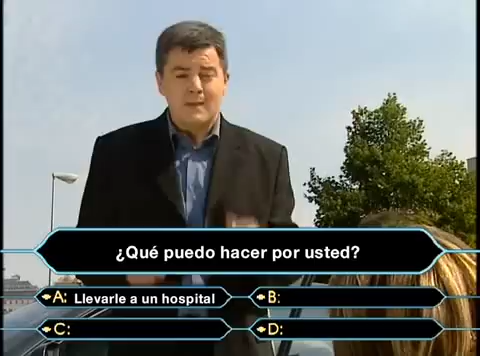 ¿Qué puedo hacer por usted?
A: Llevarle a un hospital
B:
C:
D: